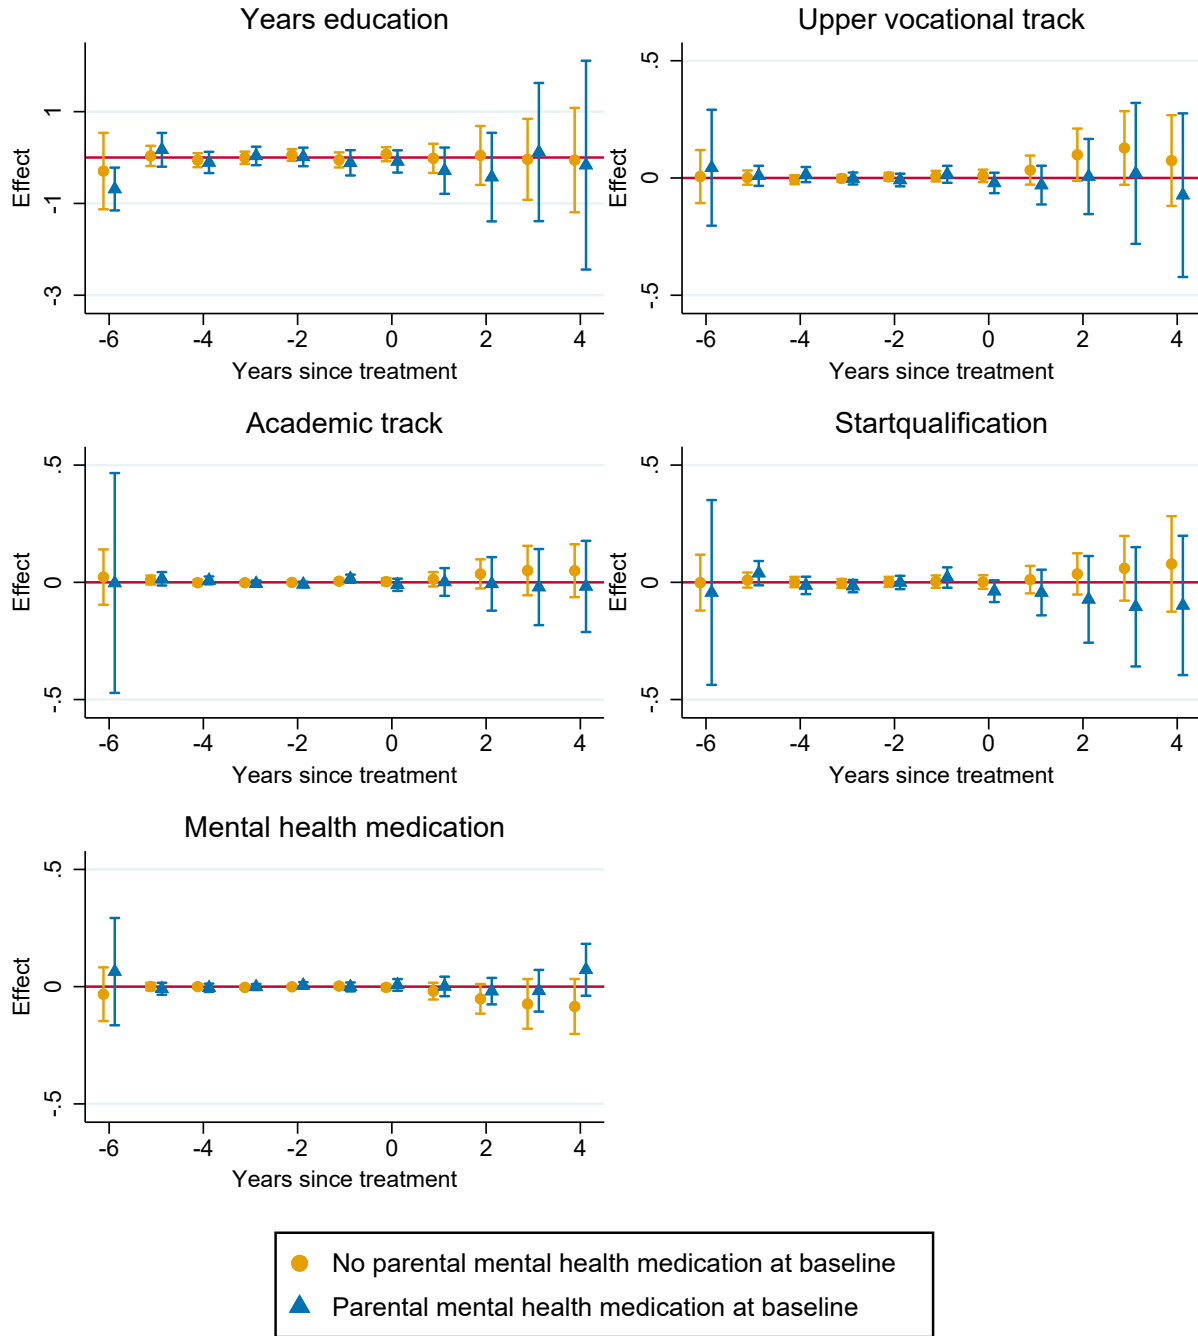 Years education
Effect
1
-1
-3
-6 -4 -2 0 2 4
Years since treatment
Upper vocational track
Effect
.5
0
-.5
-6 -4 -2 0 2 4
Years since treatment
Academic track
Effect
.5
0
-.5
-6 -4 -2 0 2 4
Years since treatment
Startqualification
Effect
.5
0
-.5
-6 -4 -2 0 2 4
Years since treatment
Mental health medication
Effect
.5
0
-.5
-6 -4 -2 0 2 4
Years since treatment
No parental mental health medication at baseline
Parental mental health medication at baseline